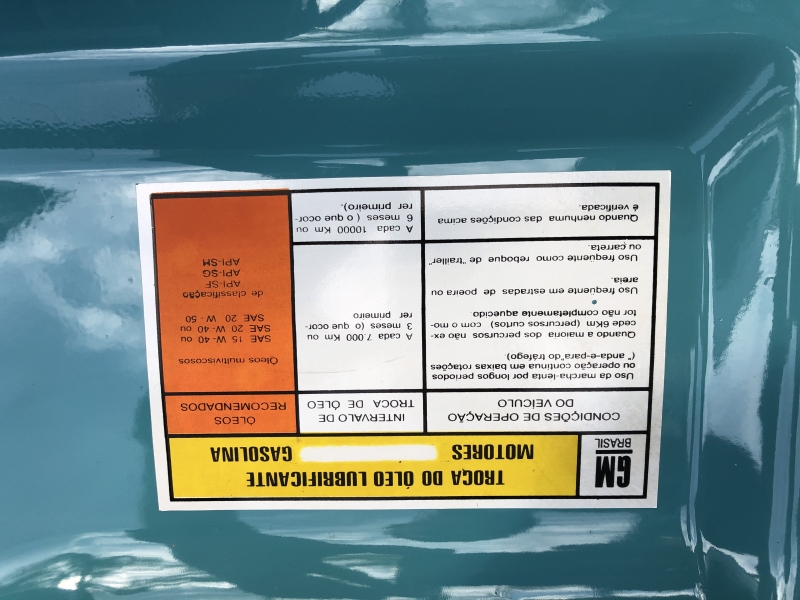 GM
BRASIL
TROÇA DO ÓLEO LUBRIFICANTE
MOTORES GASOLINA
CONDIÇÕES DE OPERAÇÃO
DO VEÍCULO
INTERVALO DE
TROCA DE ÓLEO
ÓLEOS
RECOMENDADOS
Uso da marcha-lenta por longos períodos
ou operação contínua em baixas rotações
("anda-e-para"do tráfego)
Quando a maioria dos percursos não ex-
cede 6Km (percursos curtos) com o mo-
tor não completamente aquecido
Uso freqüente em estradas de poeira ou
areia.
Uso freqüente como reboque de "trailler"
ou carreta.
A cada 7.000 Km ou
3 meses (o que ocor-
rer primeiro
Óleos multiviscosos
SAE 15 W-40 ou
SAE 20 W-40 ou
SAE 20 W - 50
de classificação
API-SF
API-SG
API-SH
Quando nenhuma das condições acima
é verificada.
A cada 10000 Km ou
6 meses ( o que ocor-
rer primeiro).